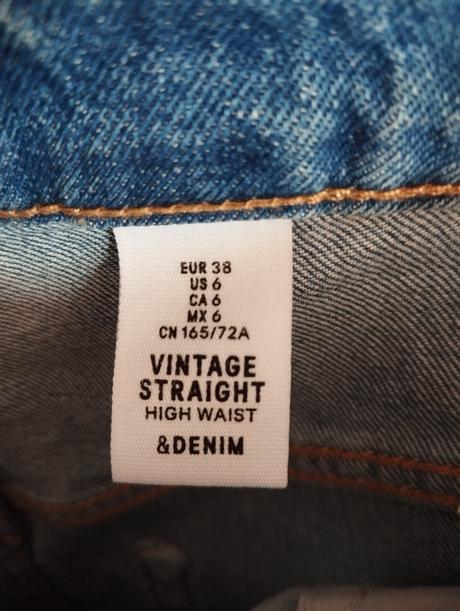 EUR 38
US 6
CA 6
MX 6
CN 165/72A
VINTAGE
STRAIGHT
HIGH WAIST
&DENIM